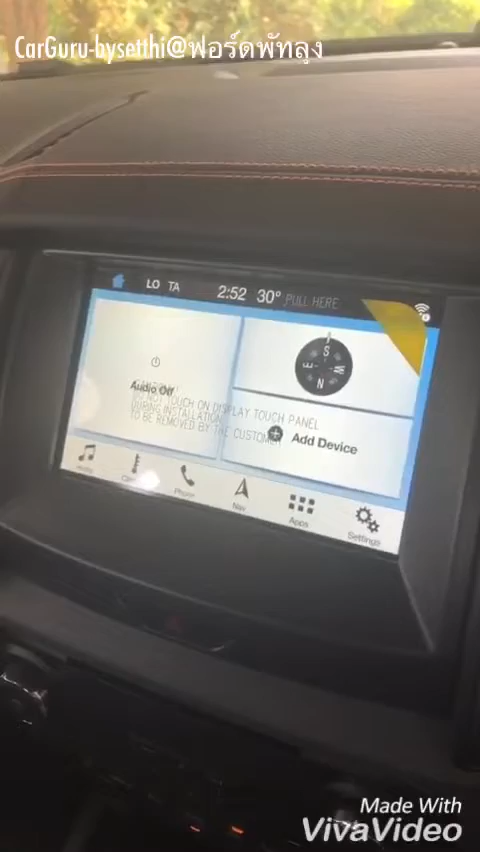 CarGuru-bysetthi@ฟอร์ดพัทลุง
LO TA 2:52 30° PULL HERE
S
E W
N
Audio Off
DO NOT TOUCH ON DISPLAY TOUCH PANEL
DURING INSTALLATION
TO BE REMOVED BY THE CUSTOMER
Add Device
Phone Nav Apps Settings
Made With
VivaVideo